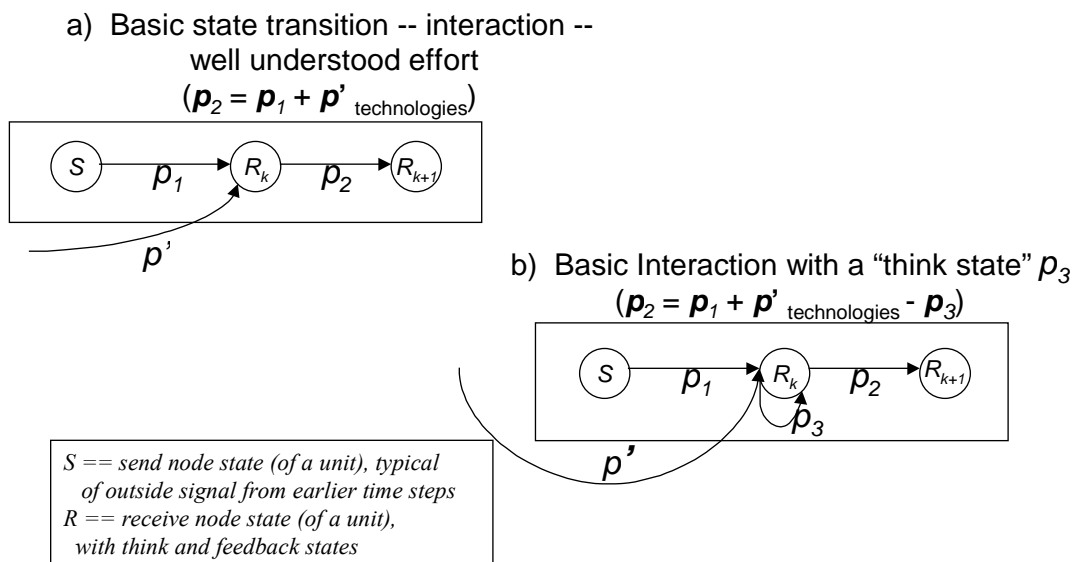 a) Basic state transition -- interaction --
well understood effort
(p2 = p1 + p' technologies)
S
p1
Rk
p2
Rk+1
p'
b) Basic Interaction with a “think state” p3
(p2 = p1 + p' technologies - p3)
S
p1
Rk
p2
Rk+1
p3
p'
S == send node state (of a unit), typical
of outside signal from earlier time steps
R == receive node state (of a unit),
with think and feedback states